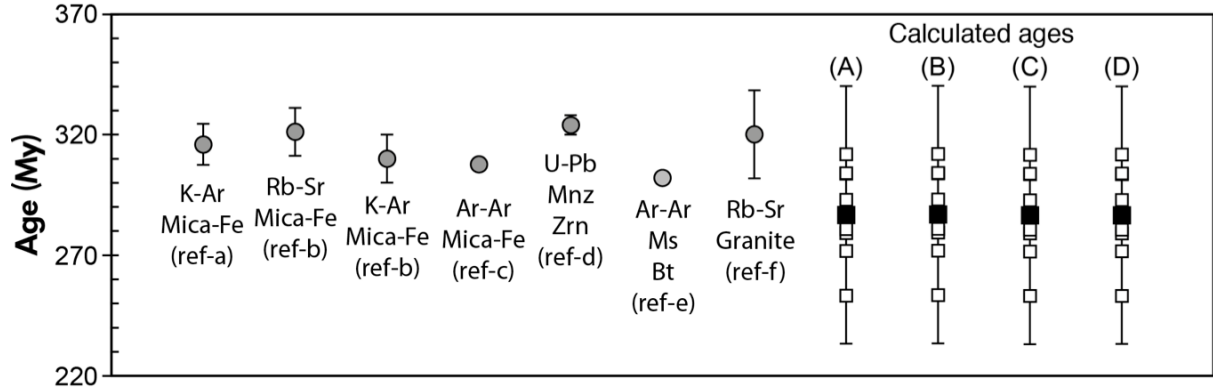 370
320
270
220
Age (My)
K-Ar
Mica-Fe
(ref-a)
Rb-Sr
Mica-Fe
(ref-b)
K-Ar
Mica-Fe
(ref-b)
Ar-Ar
Mica-Fe
(ref-c)
U-Pb
Mnz
Zrn
(ref-d)
Ar-Ar
Ms
Bt
(ref-e)
Rb-Sr
Granite
(ref-f)
Calculated ages
(A) (B) (C) (D)